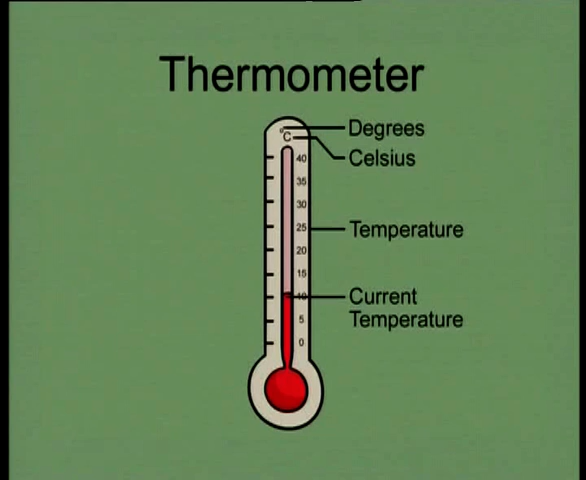 Thermometer
Degrees
°C
Celsius
40
35
30
25
Temperature
20
15
10
Current
Temperature
5
0